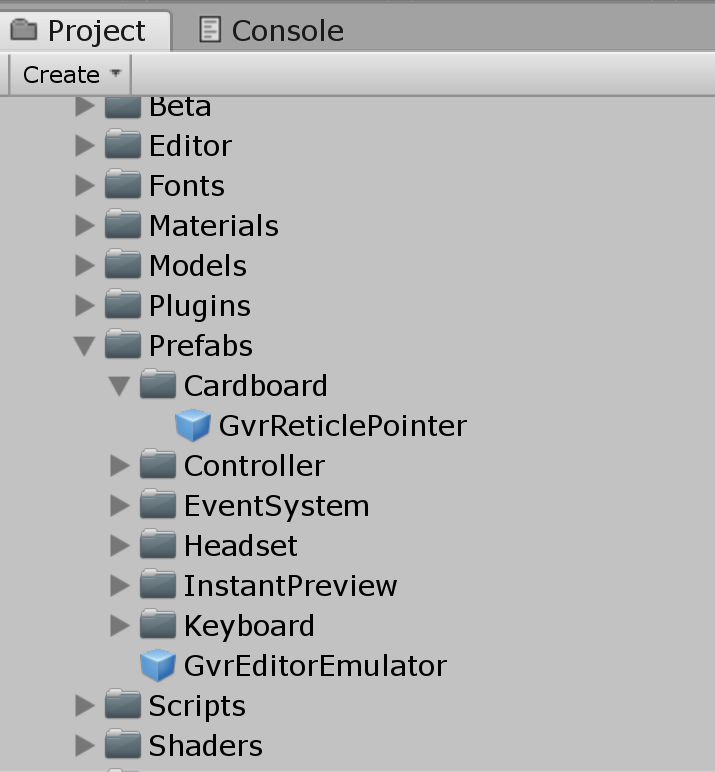 Project Console
Create
Beta
Editor
Fonts
Materials
Models
Plugins
Prefabs
Cardboard
GvrReticlePointer
Controller
EventSystem
Headset
InstantPreview
Keyboard
GvrEditorEmulator
Scripts
Shaders